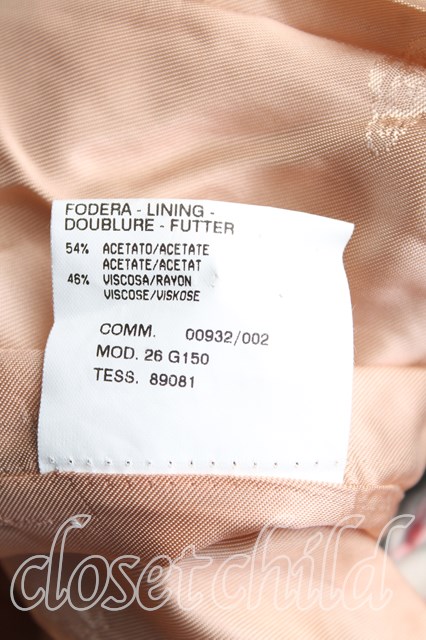 FODERA - LINING -
DOUBLURE - FUTTER
54% ACETATO/ACETATE
ACETATE/ACETAT
46% VISCOSA/RAYON
VISCOSE/VISKOSE
COMM. 00932/002
MOD. 26 G150
TESS. 89081
closetchild